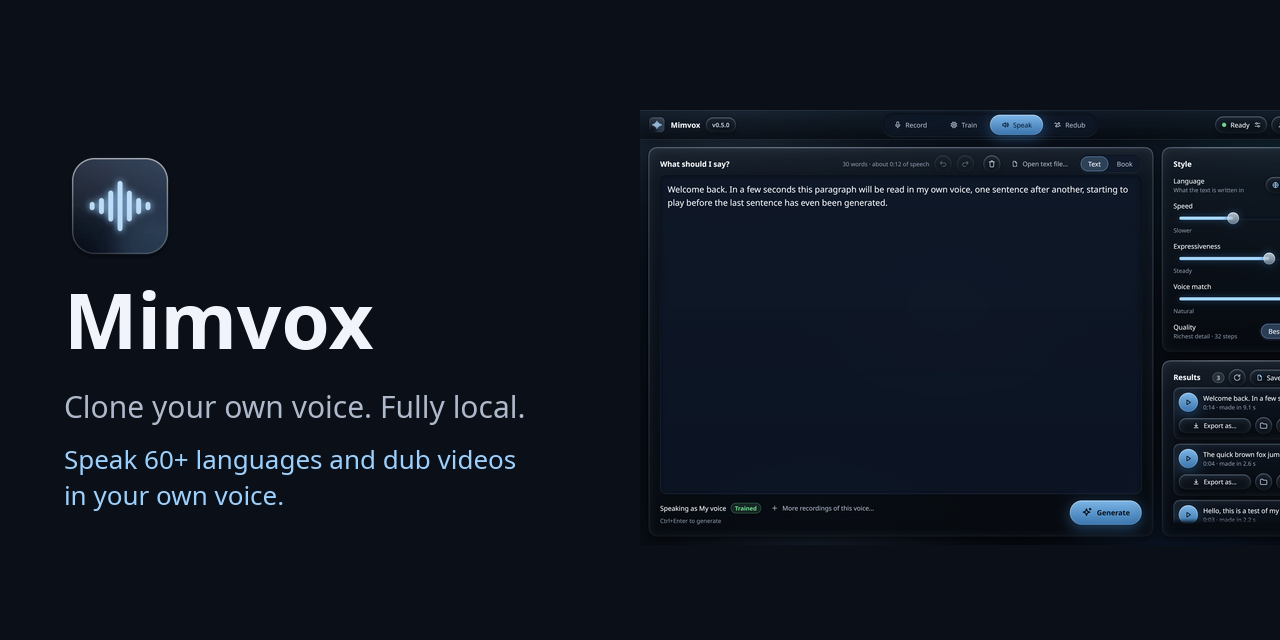 Mimvox
Clone your own voice. Fully local.
Speak 60+ languages and dub videos
in your own voice.
Mimvox v0.5.0 Record Train Speak Redub Ready
What should I say? 30 words · about 0:12 of speech Open text file... Text Book
Welcome back. In a few seconds this paragraph will be read in my own voice, one sentence after another, starting to
play before the last sentence has even been generated.
Speaking as My voice Trained + More recordings of this voice...
Ctrl+Enter to generate
Generate
Style
Language
What the text is written in
Speed
Slower
Expressiveness
Steady
Voice match
Natural
Quality
Richest detail · 32 steps
Results 3
Welcome back. In a few
0:14 · made in 9.1 s
Export as...
The quick brown fox
0:04 · made in 2.6 s
Export as...
Hello, this is a test of my
0:03 · made in 2.2 s